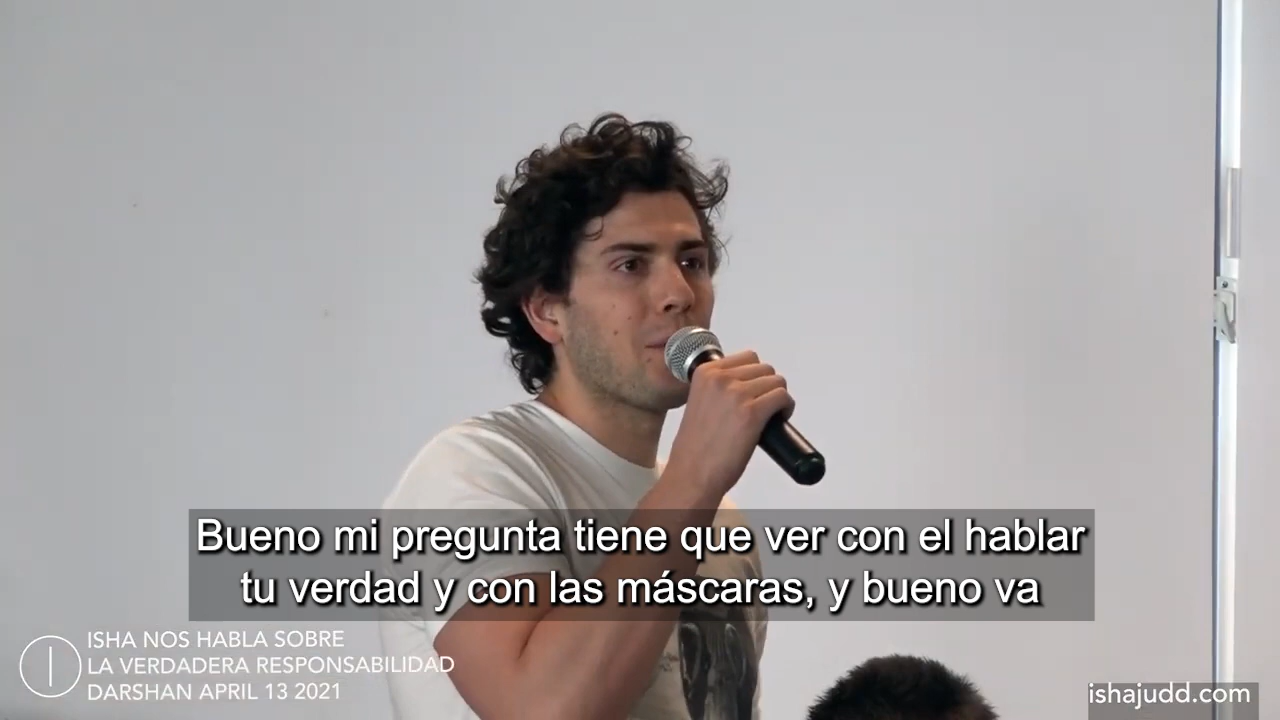 Bueno mi pregunta tiene que ver con el hablar
tu verdad y con las máscaras, y bueno va
ISHA NOS HABLA SOBRE
LA VERDADERA RESPONSABILIDAD
DARSHAN APRIL 13 2021
ishajudd.com